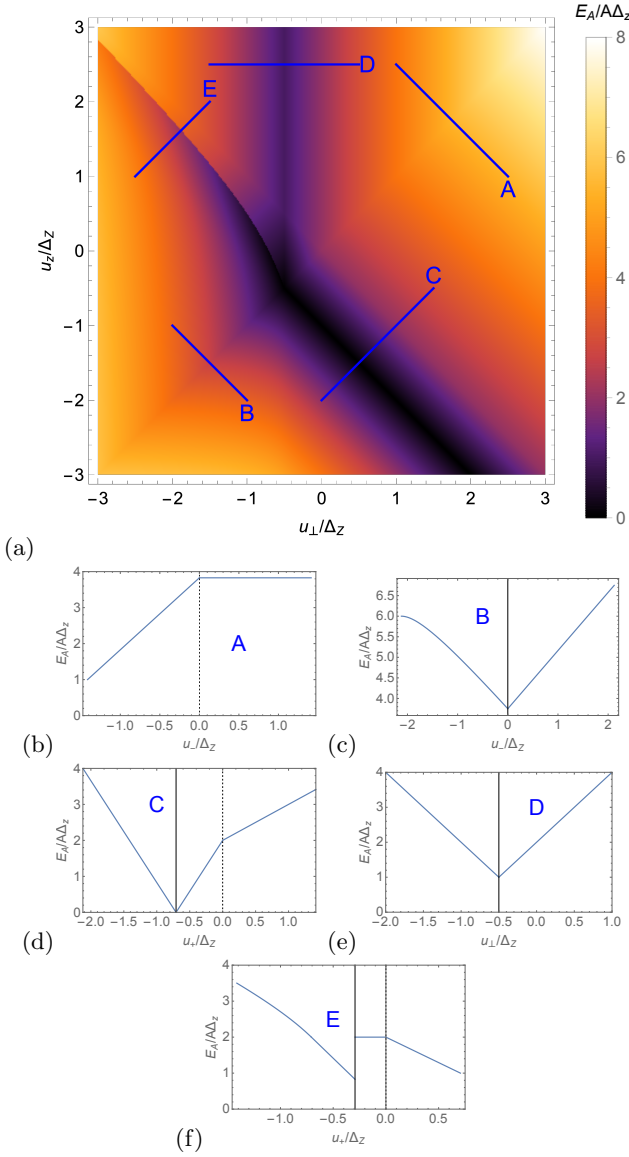 E_A/AΔ_z
3
2
1
0
−1
−2
−3
u_z/Δ_Z
D
E
A
C
B
8
6
4
2
0
−3 −2 −1 0 1 2 3
u_⊥/Δ_Z
(a)
4
3
2
1
0
E_A/AΔ_z
A
-1.0 -0.5 0.0 0.5 1.0
u_-/Δ_Z
(b)
6.5
6.0
5.5
5.0
4.5
4.0
E_A/AΔ_z
B
-2 -1 0 1 2
u_-/Δ_Z
(c)
4
3
2
1
0
E_A/AΔ_z
C
-2.0 -1.5 -1.0 -0.5 0.0 0.5 1.0
u_+/Δ_Z
(d)
4
3
2
1
0
E_A/AΔ_z
D
-2.0 -1.5 -1.0 -0.5 0.0 0.5 1.0
u_⊥/Δ_Z
(e)
4
3
2
1
0
E_A/AΔ_z
E
-1.0 -0.5 0.0 0.5
u_+/Δ_Z
(f)